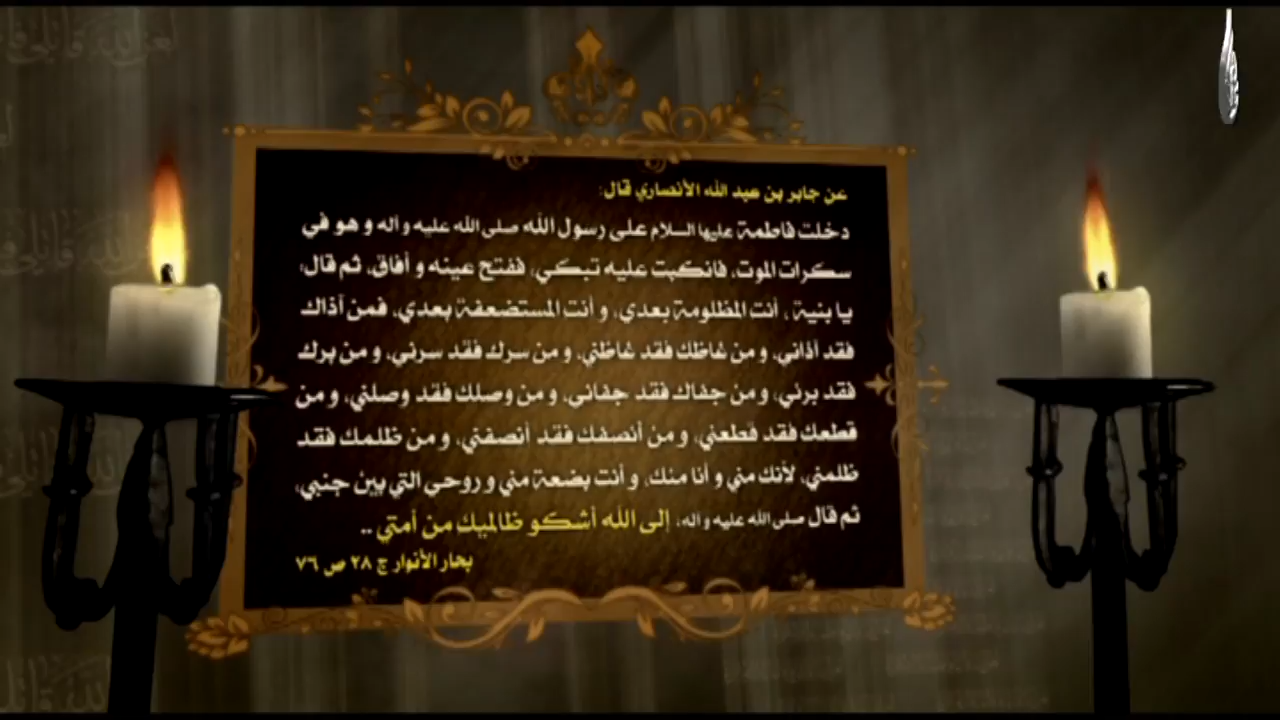 عن جابر بن عبد الله الأنصاري قال:
دخلت فاطمة عليها السلام على رسول الله صلى الله عليه و آله و هو في
سكرات الموت، فانكبت عليه تبكي، ففتح عينه و أفاق، ثم قال:
يا بنية، أنت المظلومة بعدي، و أنت المستضعفة بعدي، فمن آذاك
فقد آذاني، و من غاظك فقد غاظني، و من سرك فقد سرني، و من برك
فقد برني، و من جفاك فقد جفاني، و من وصلك فقد وصلني، و من
قطعك فقد قطعني، و من أنصفك فقد أنصفني، و من ظلمك فقد
ظلمني، لأنك مني و أنا منك، و أنت بضعة مني و روحي التي بين جنبي،
ثم قال صلى الله عليه و آله: إلى الله أشكو ظالميك من أمتي ..
بحار الأنوار ج ٢٨ ص ٧٦